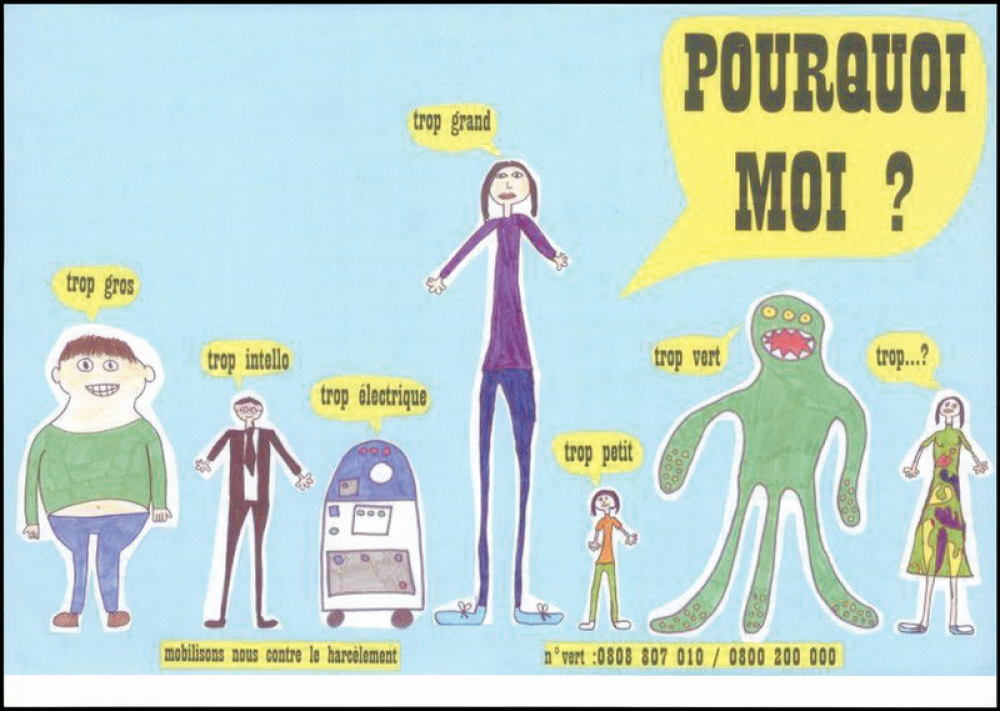 POURQUOI
MOI ?
trop grand
trop gros
trop intello
trop électrique
trop petit
trop vert
trop...?
mobilisons nous contre le harcèlement
n°vert :0808 807 010 / 0800 200 000